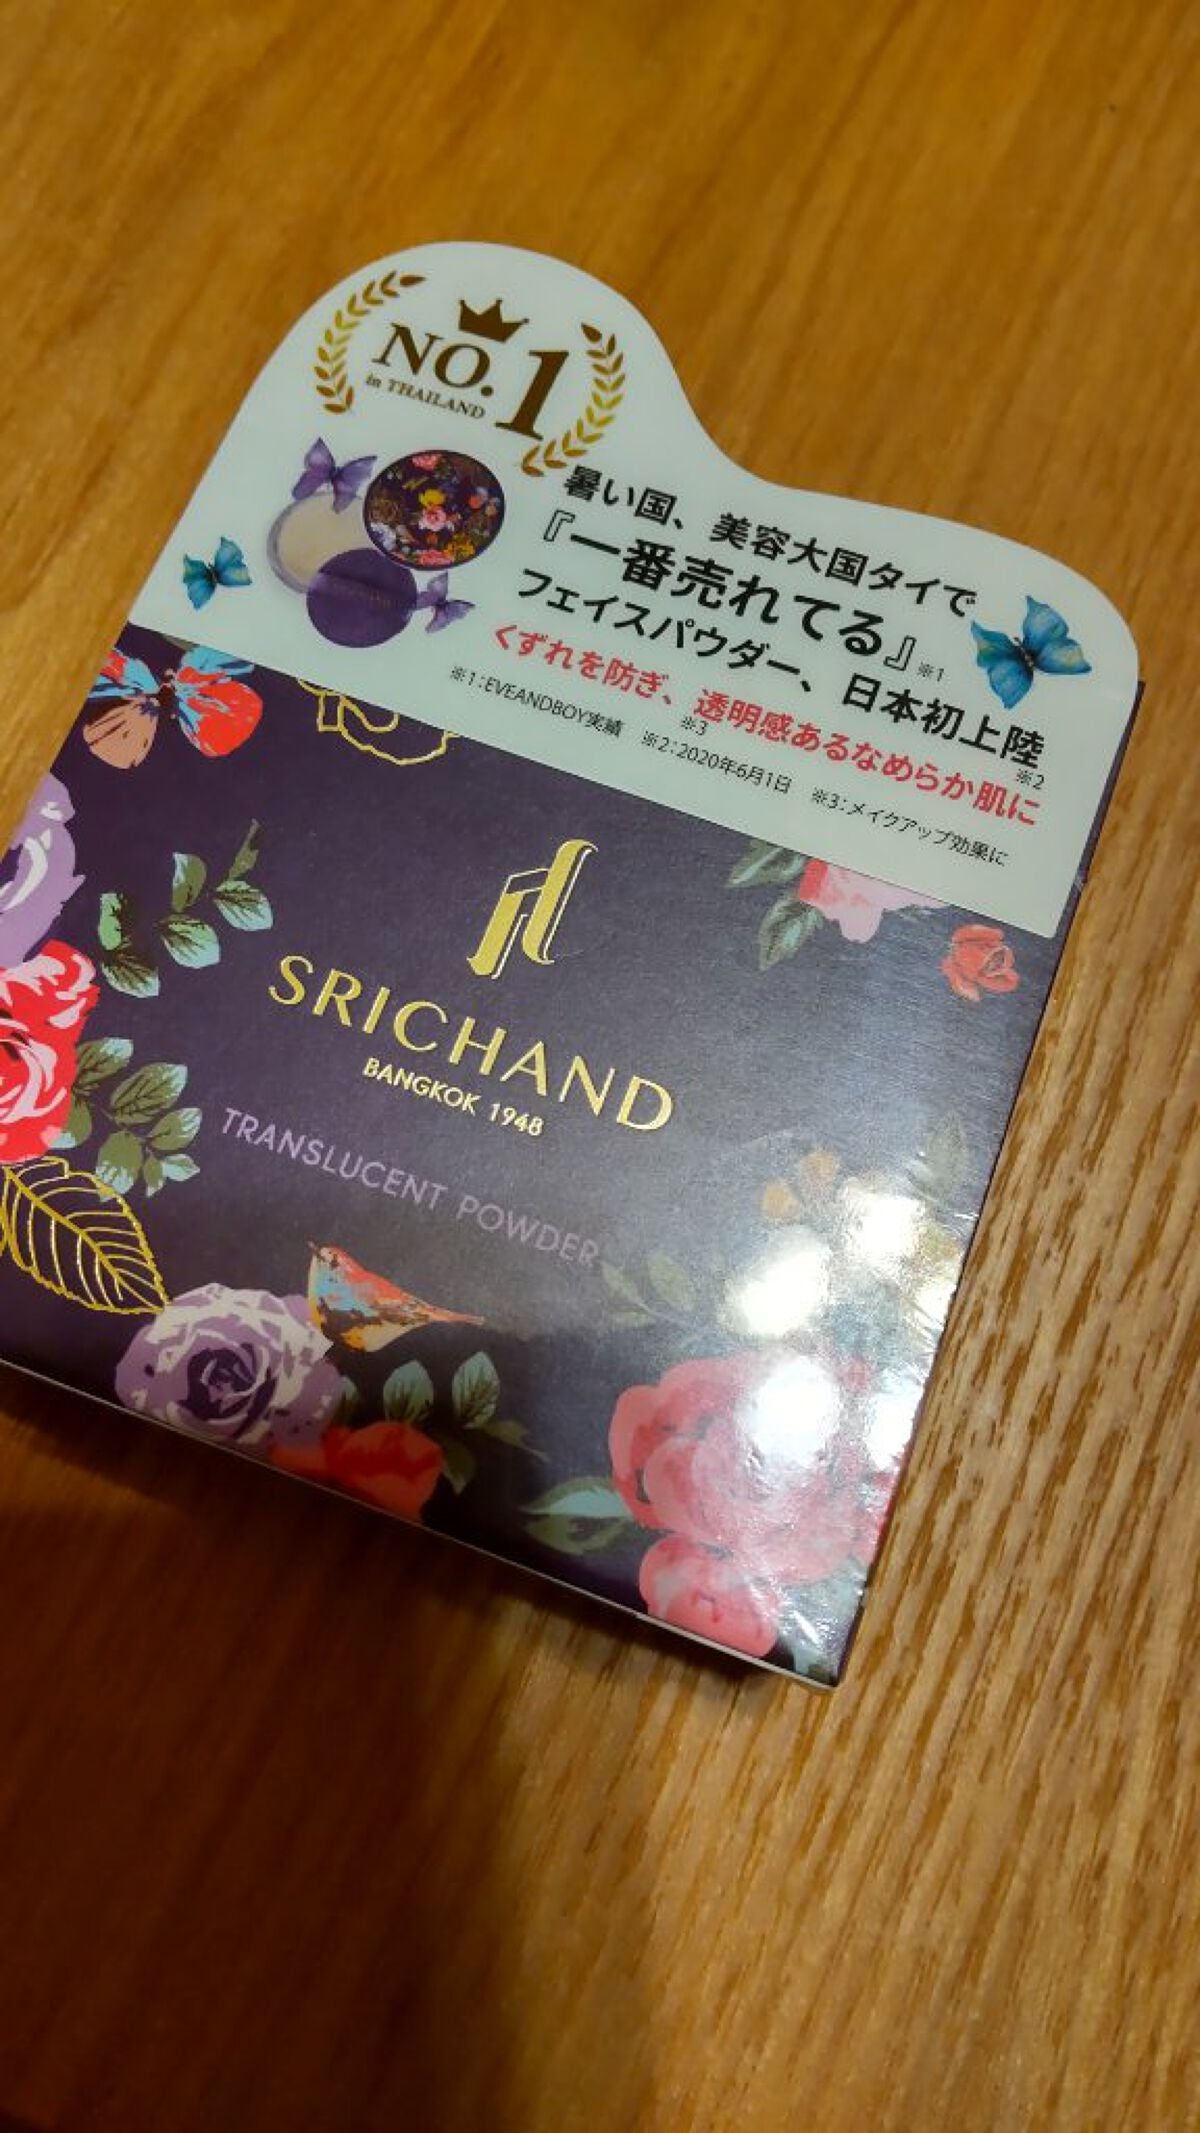 NO.1
in THAILAND
暑い国、美容大国タイで
『一番売れてる』※1
フェイスパウダー、日本初上陸※2
くずれを防ぎ、透明感※3あるなめらか肌に
※1:EVEANDBOY実績 ※2:2020年6月1日 ※3:メイクアップ効果に
SRICHAND
BANGKOK 1948
TRANSLUCENT POWDER